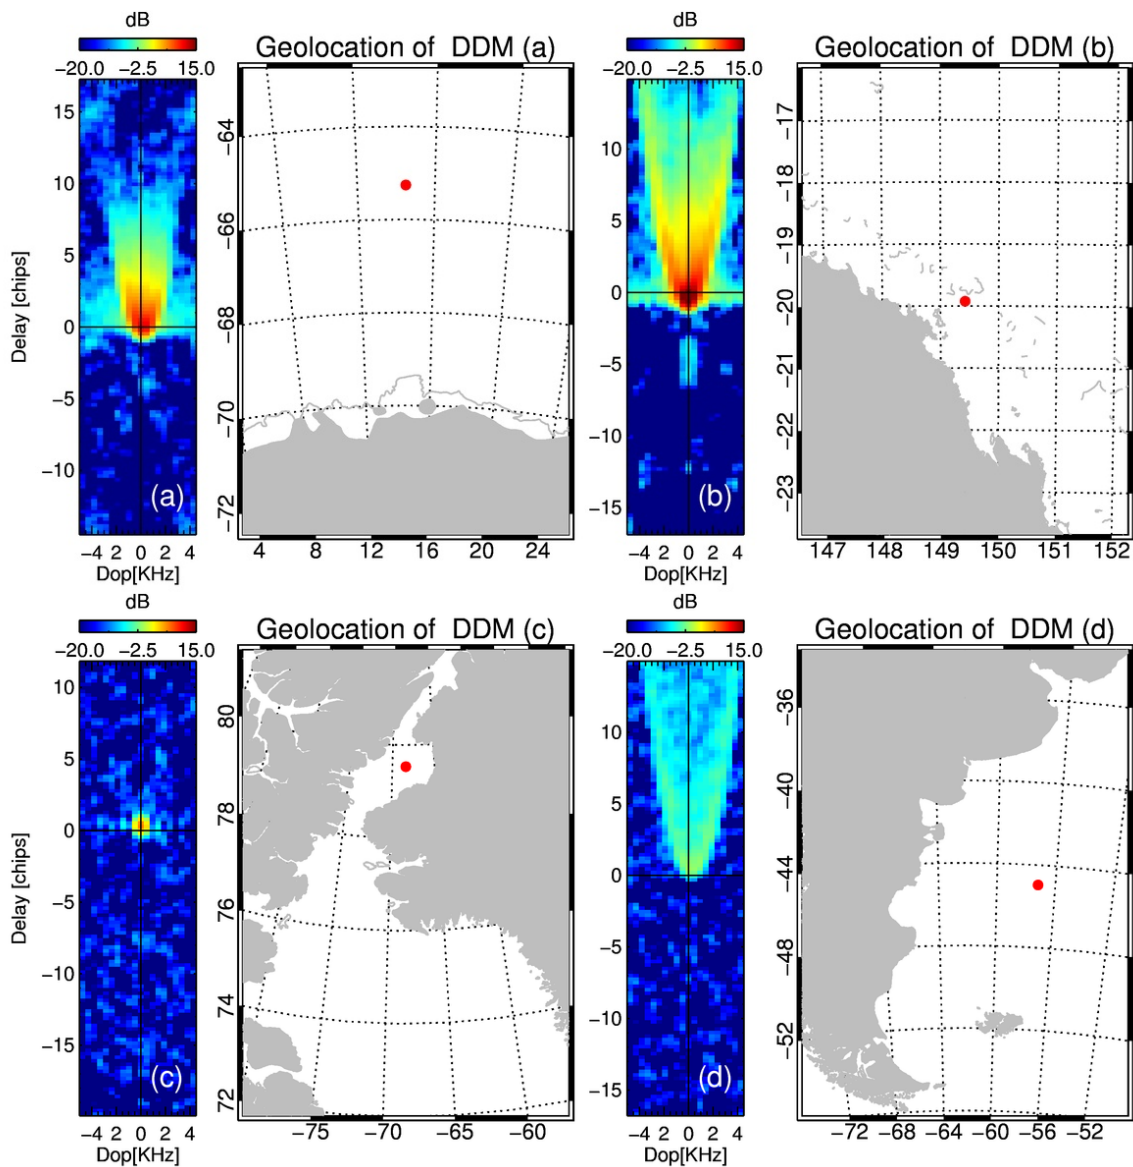 dB
−20.0 −2.5 15.0
Geolocation of DDM (a)
Delay [chips]
15
10
5
0
−5
−10
(a)
−4 −2 0 2 4
Dop[KHz]
−64
−66
−68
−70
−72
4 8 12 16 20 24
dB
−20.0 −2.5 15.0
Geolocation of DDM (b)
10
5
0
−5
−10
−15
(b)
−4 −2 0 2 4
Dop[KHz]
−17
−18
−19
−20
−21
−22
−23
147 148 149 150 151 152
dB
−20.0 −2.5 15.0
Geolocation of DDM (c)
Delay [chips]
10
5
0
−5
−10
−15
(c)
−4 −2 0 2 4
Dop[KHz]
80
78
76
74
72
−75 −70 −65 −60
dB
−20.0 −2.5 15.0
Geolocation of DDM (d)
10
5
0
−5
−10
−15
(d)
−4 −2 0 2 4
Dop[KHz]
−36
−40
−44
−48
−52
−72 −68 −64 −60 −56 −52